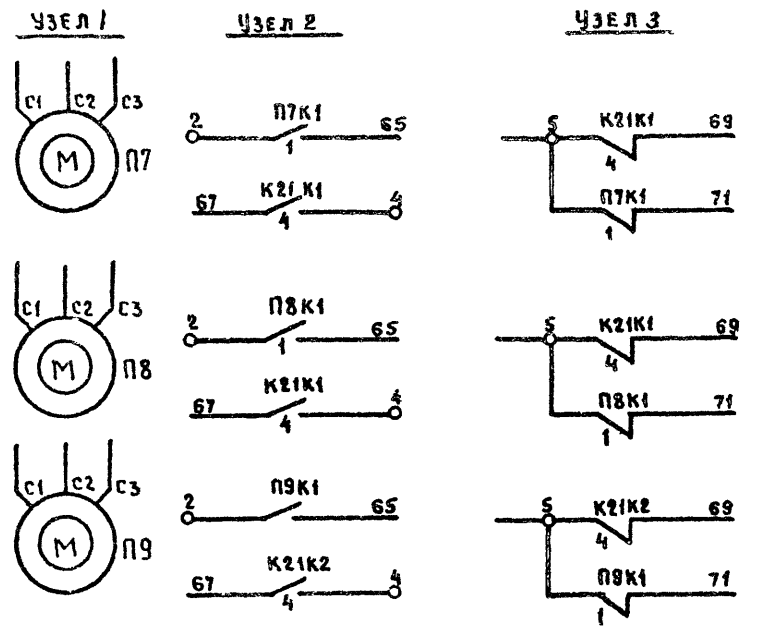 УЗЕЛ 1 УЗЕЛ 2 УЗЕЛ 3
С1 С2 С3
М П7
2 П7К1 65
1
67 К21К1 4
4
5 К21К1 69
4
П7К1 71
1
С1 С2 С3
М П8
2 П8К1 65
1
67 К21К1 4
4
5 К21К1 69
4
П8К1 71
1
С1 С2 С3
М П9
2 П9К1 65
67 К21К2 4
4
5 К21К2 69
4
П9К1 71
1